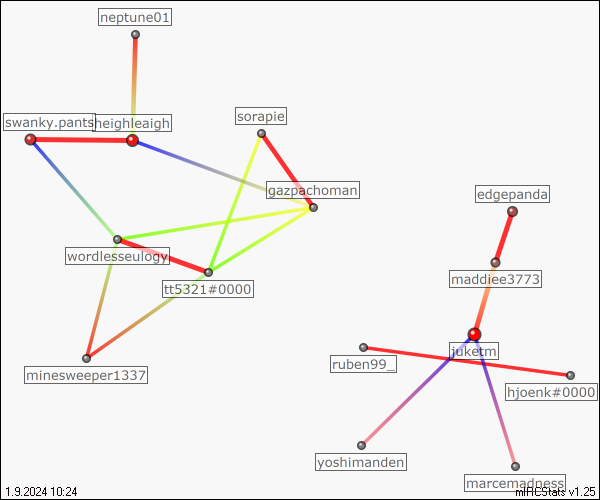 neptune01
swanky.pants
heighleaigh
sorapie
gazpachoman
edgepanda
wordlesseulogy
maddiee3773
tt5321#0000
juketm
ruben99_
minesweeper1337
hjoenk#0000
yoshimanden
marcemadness
1.9.2024 10:24
mIRCStats v1.25